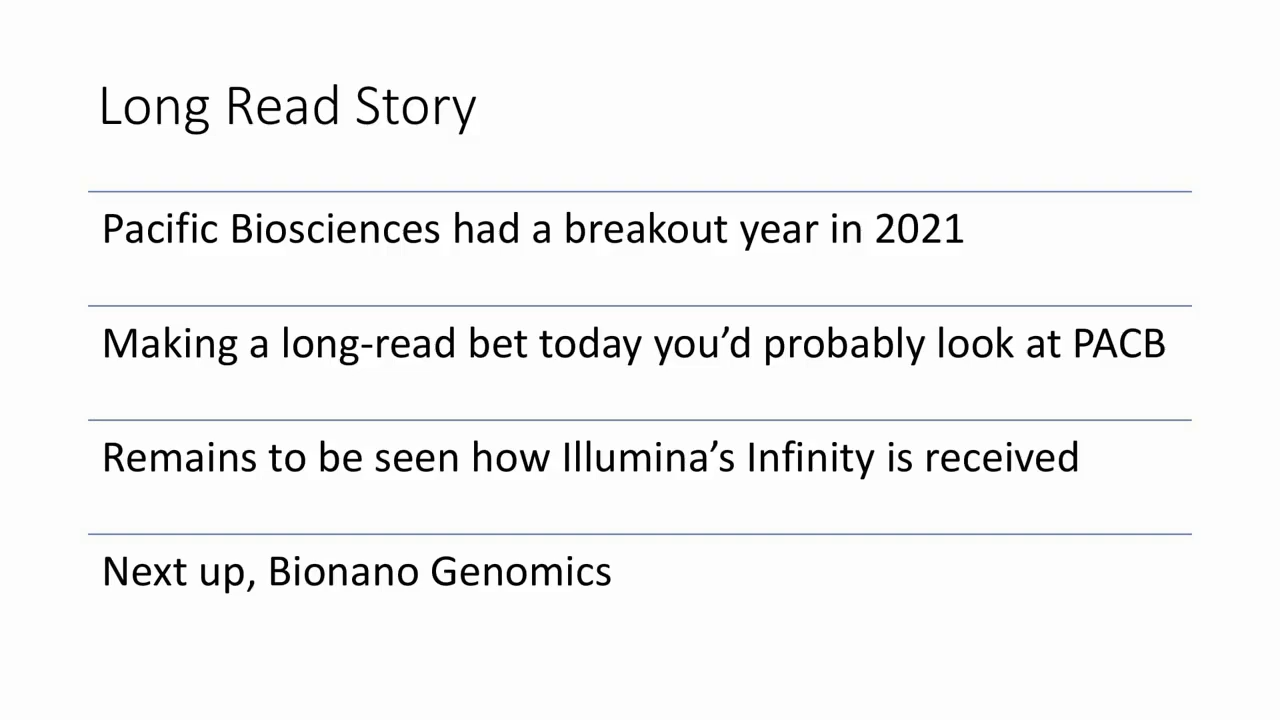 Long Read Story
Pacific Biosciences had a breakout year in 2021
Making a long-read bet today you’d probably look at PACB
Remains to be seen how Illumina’s Infinity is received
Next up, Bionano Genomics